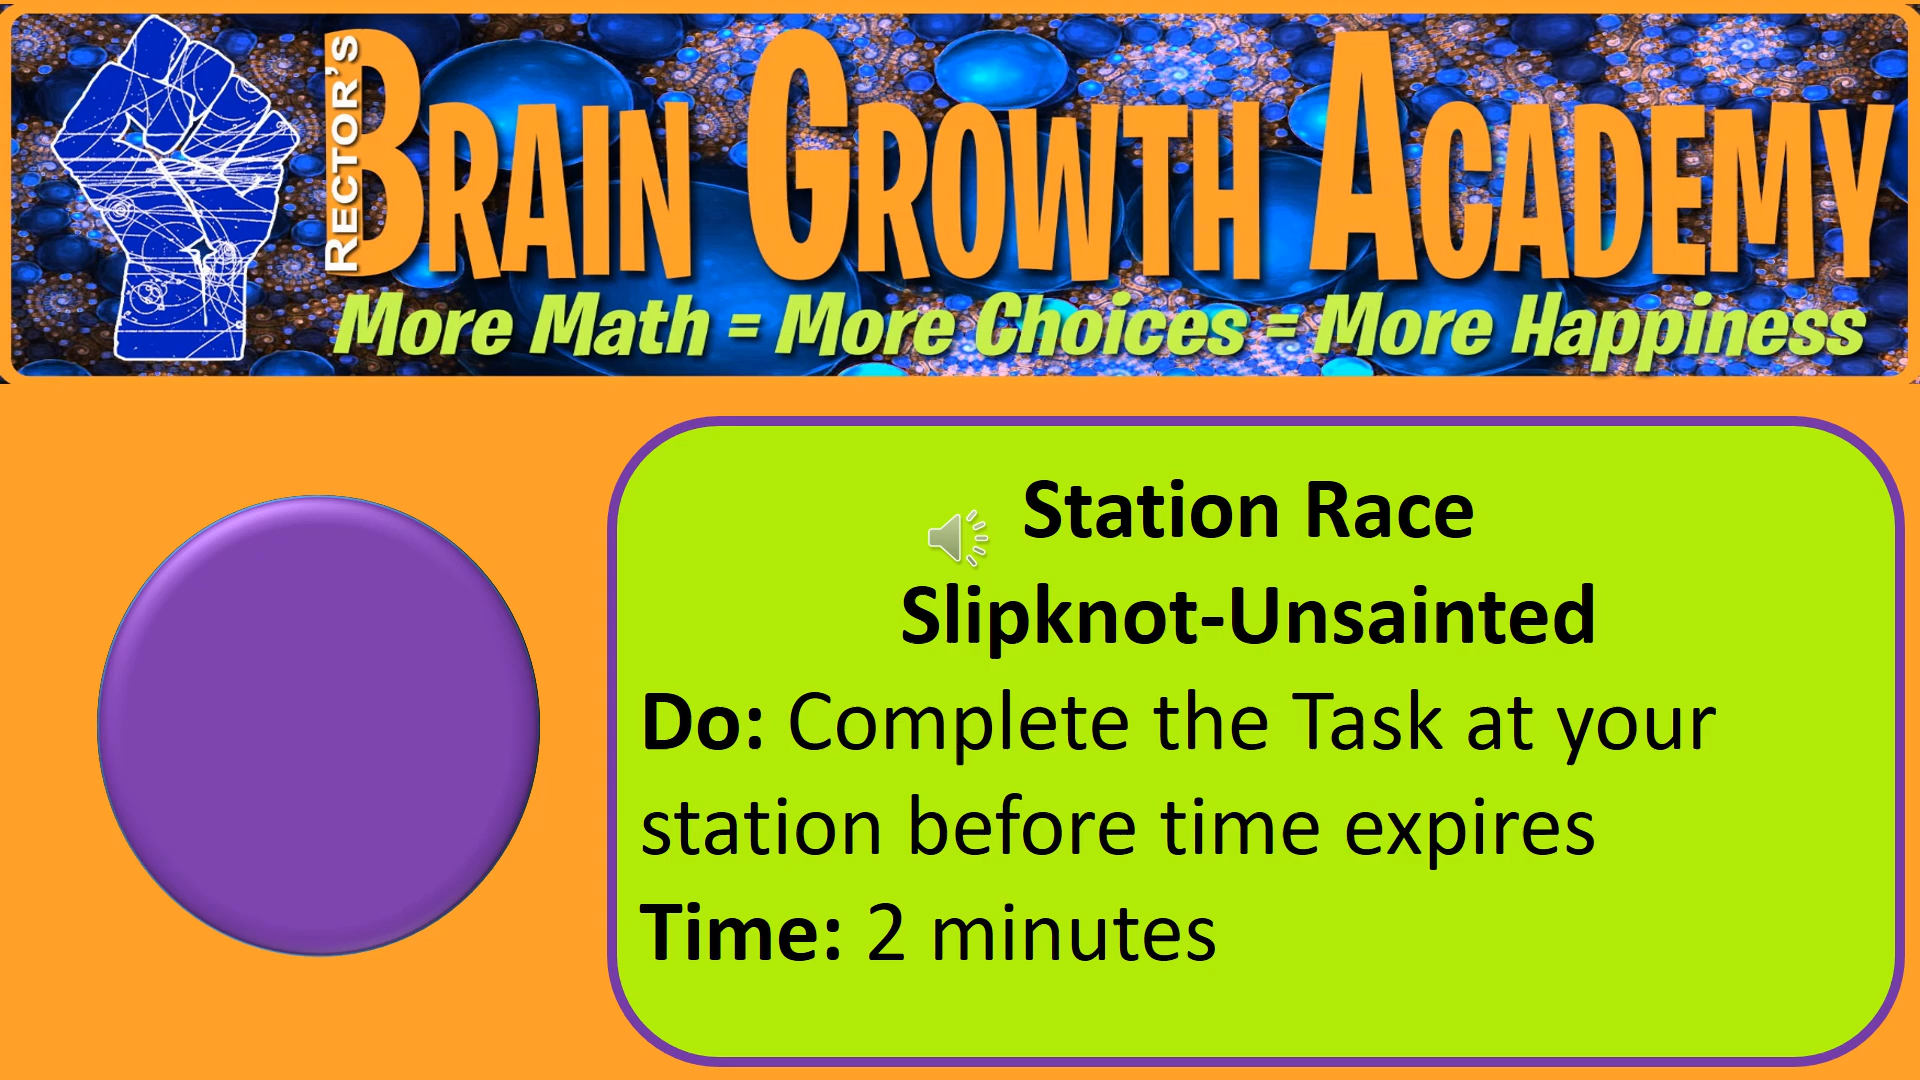 RECTOR'S
BRAIN GROWTH ACADEMY
More Math = More Choices = More Happiness
Station Race
Slipknot-Unsainted
Do: Complete the Task at your
station before time expires
Time: 2 minutes